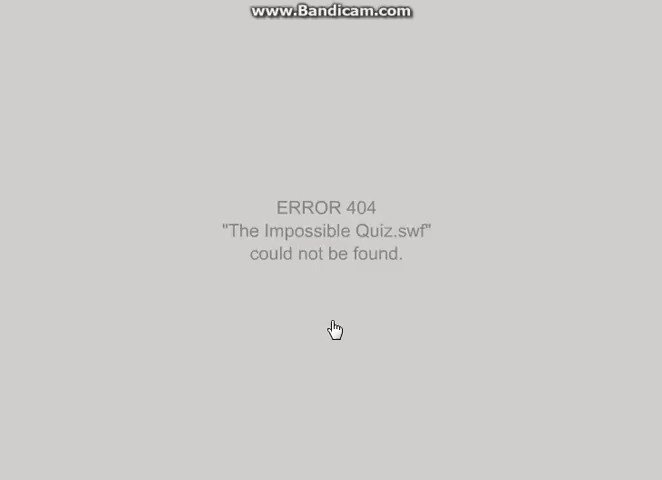 www.Bandicam.com
ERROR 404
"The Impossible Quiz.swf"
could not be found.